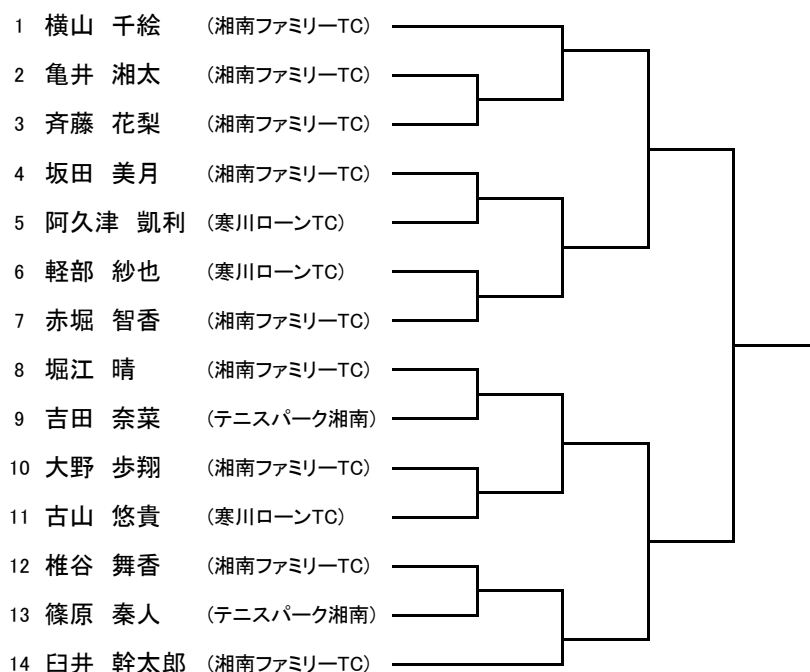 1 横山 千絵 (湘南ファミリーTC)
2 亀井 湘太 (湘南ファミリーTC)
3 斉藤 花梨 (湘南ファミリーTC)
4 坂田 美月 (湘南ファミリーTC)
5 阿久津 凱利 (寒川ローンTC)
6 軽部 紗也 (寒川ローンTC)
7 赤堀 智香 (湘南ファミリーTC)
8 堀江 晴 (湘南ファミリーTC)
9 吉田 奈菜 (テニスパーク湘南)
10 大野 歩翔 (湘南ファミリーTC)
11 古山 悠貴 (寒川ローンTC)
12 椎谷 舞香 (湘南ファミリーTC)
13 篠原 秦人 (テニスパーク湘南)
14 臼井 幹太郎 (湘南ファミリーTC)